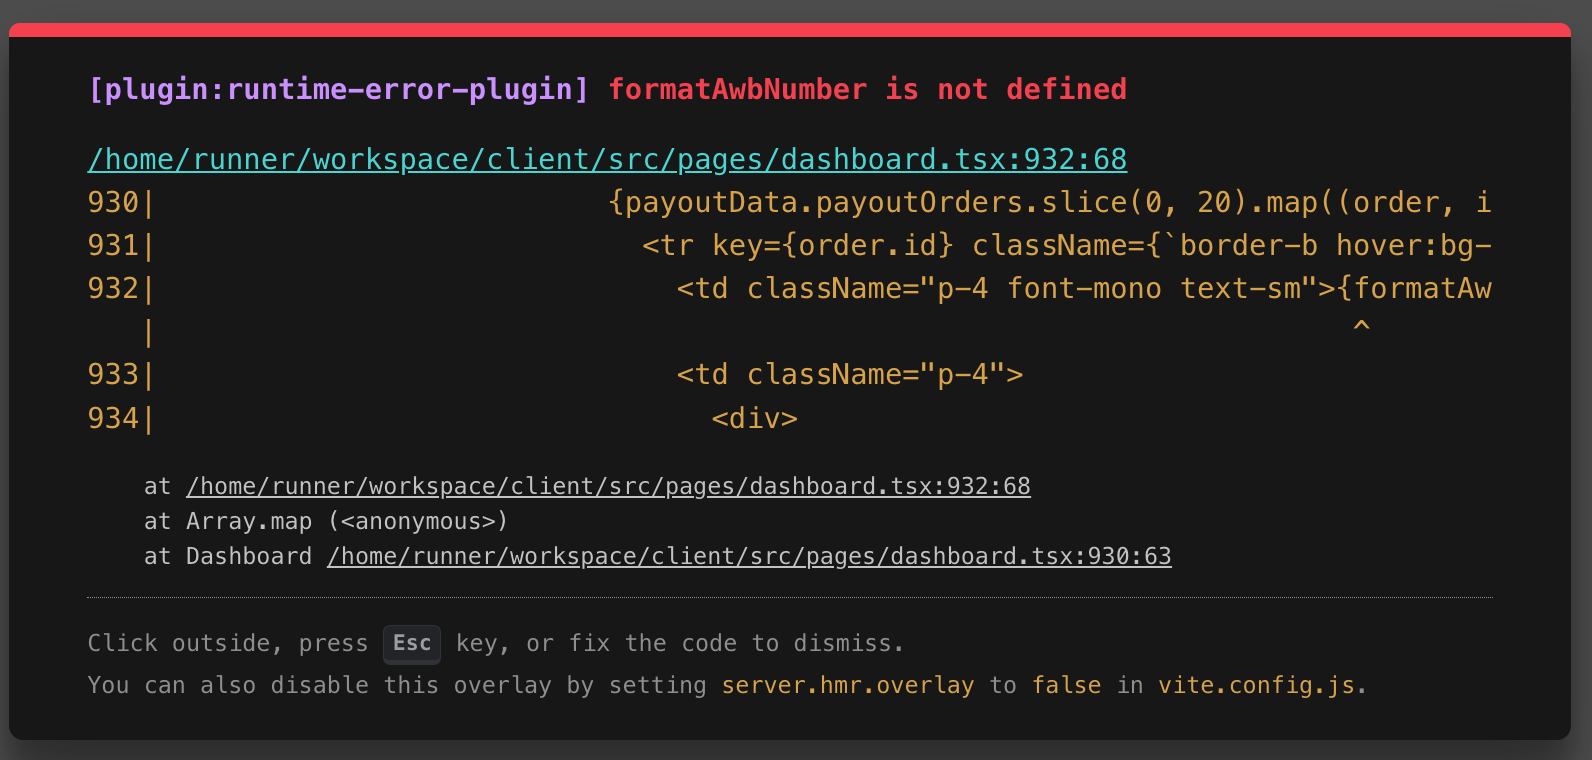 [plugin:runtime-error-plugin] formatAwbNumber is not defined
/home/runner/workspace/client/src/pages/dashboard.tsx:932:68
930|                          {payoutData.payoutOrders.slice(0, 20).map((order, i
931|                            <tr key={order.id} className={`border-b hover:bg-
932|                              <td className="p-4 font-mono text-sm">{formatAw
   |                                                                     ^
933|                              <td className="p-4">
934|                                <div>
    at /home/runner/workspace/client/src/pages/dashboard.tsx:932:68
    at Array.map (<anonymous>)
    at Dashboard /home/runner/workspace/client/src/pages/dashboard.tsx:930:63
Click outside, press Esc key, or fix the code to dismiss.
You can also disable this overlay by setting server.hmr.overlay to false in vite.config.js.